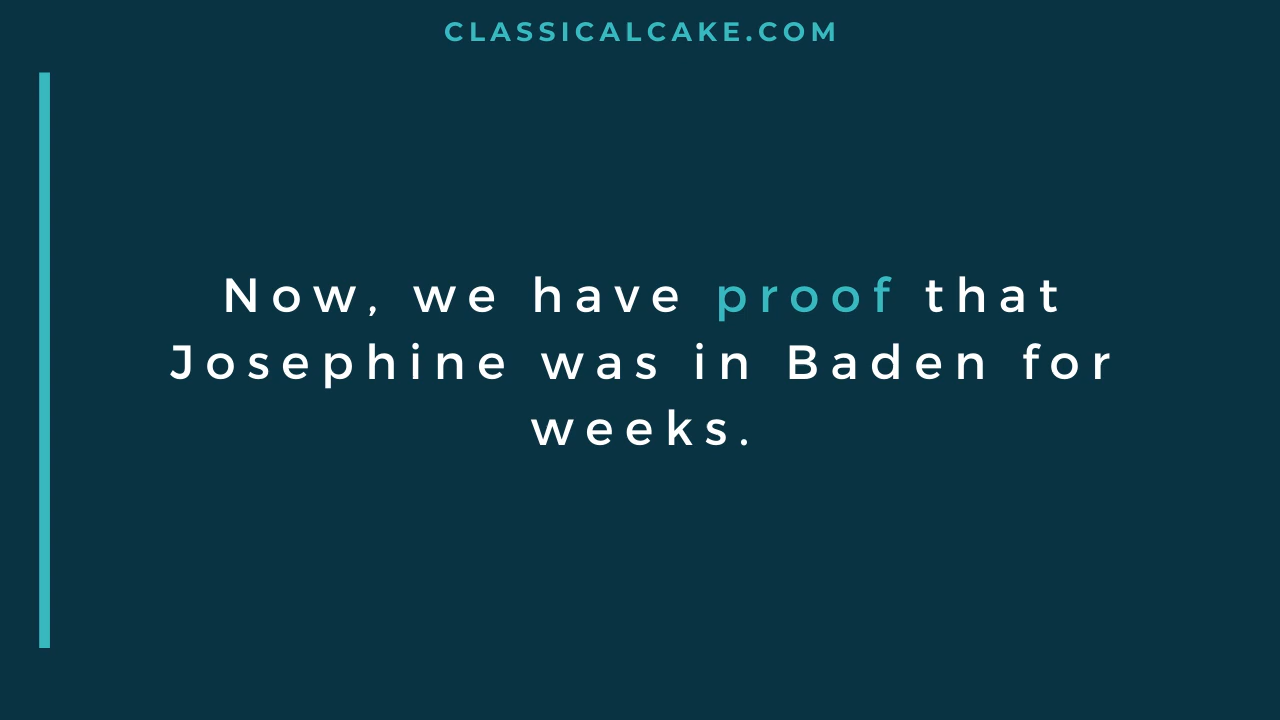 CLASSICALCAKE.COM
Now, we have proof that
Josephine was in Baden for
weeks.